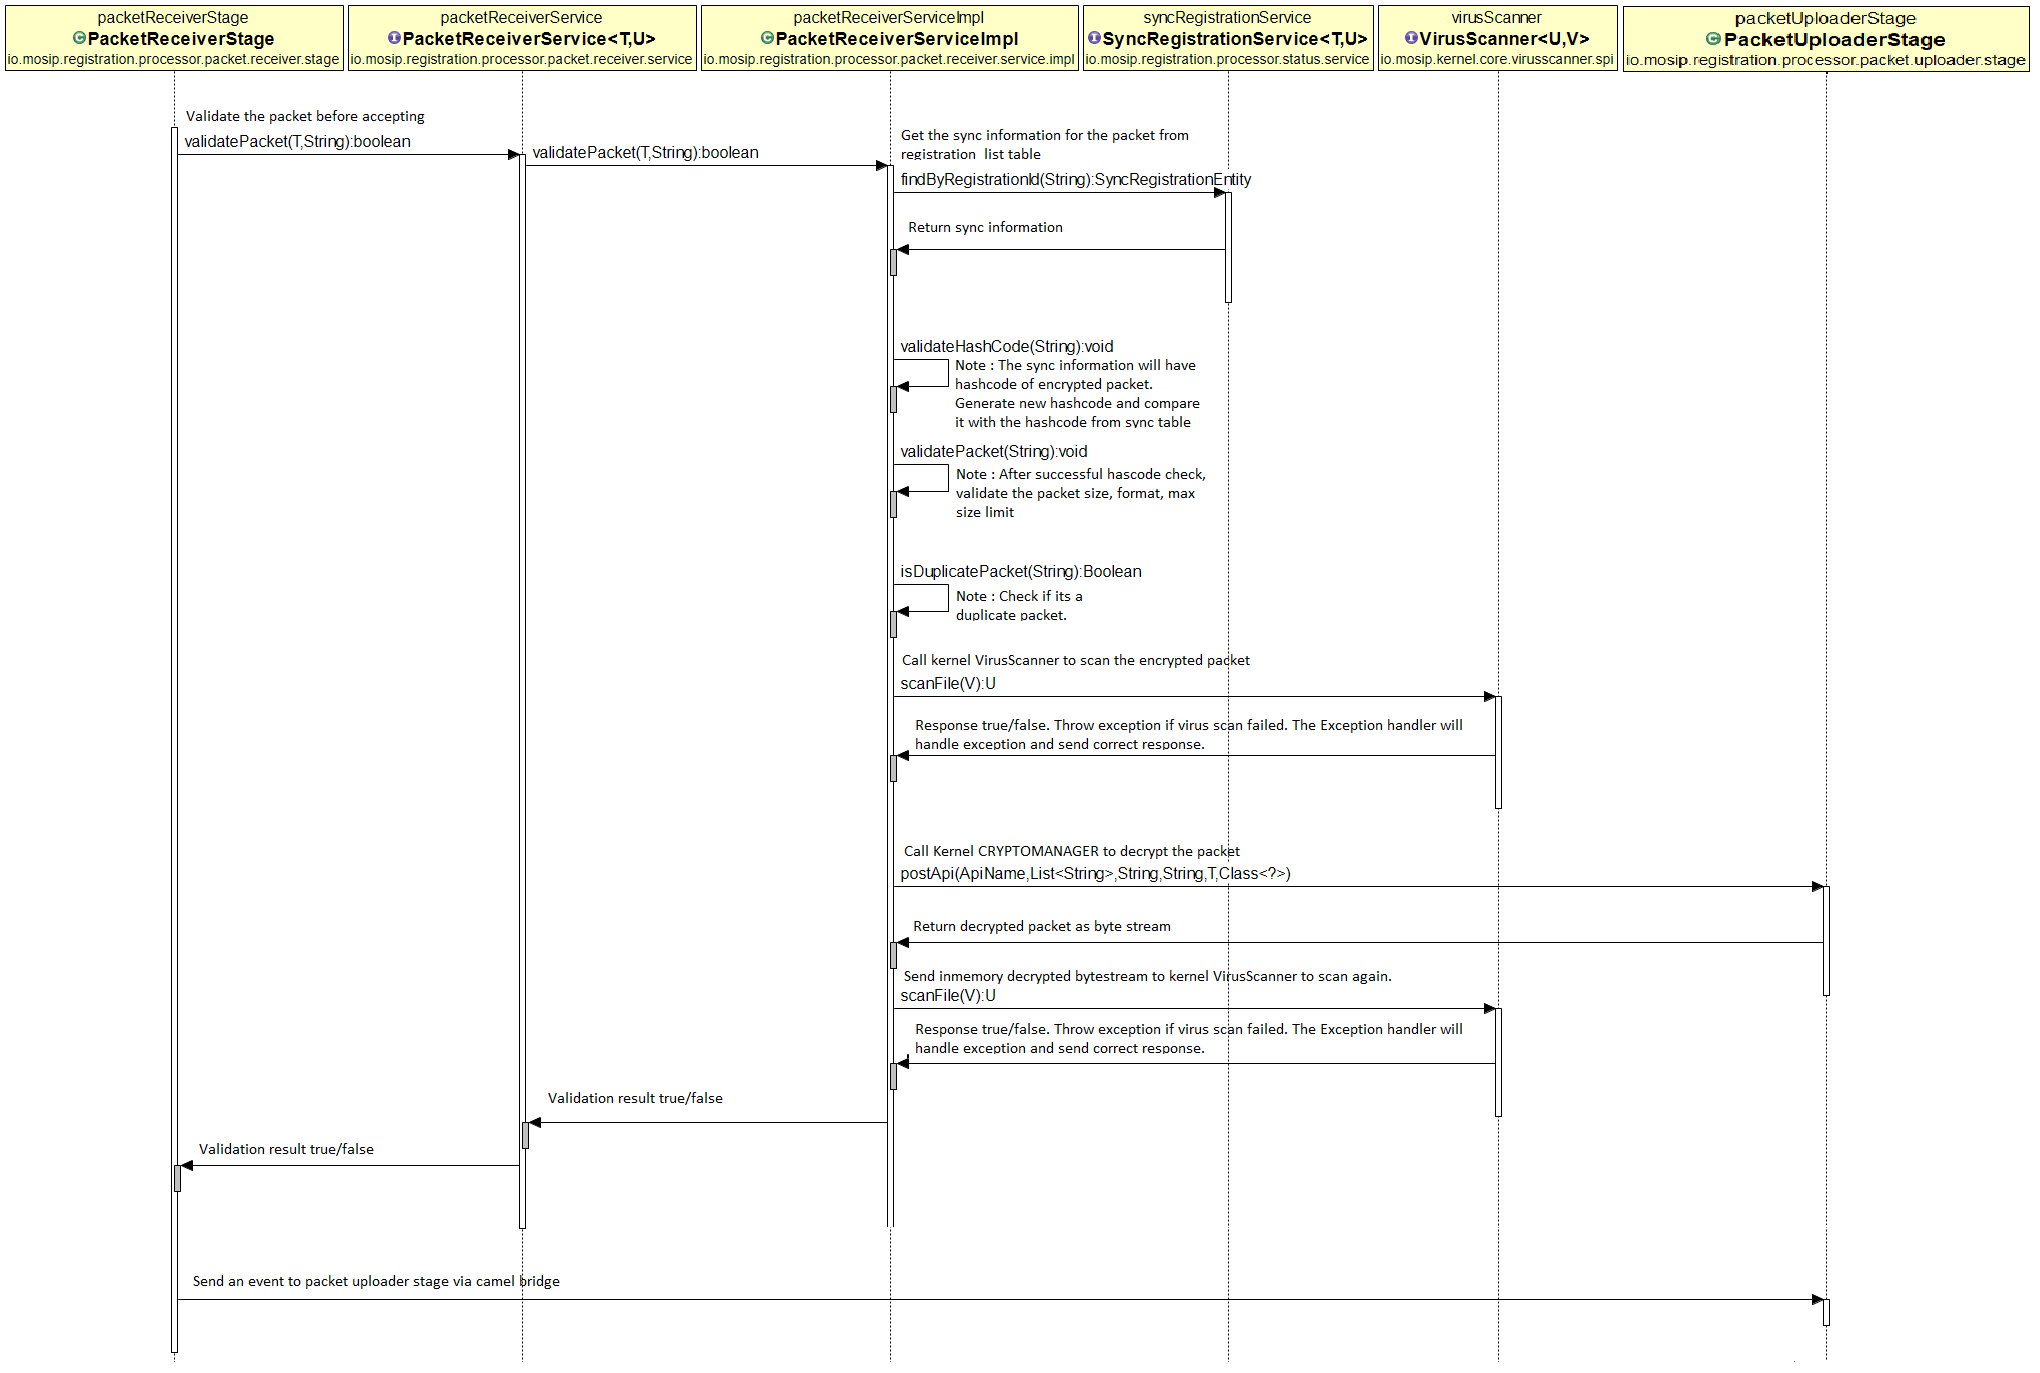 packetReceiverStage
PacketReceiverStage
io.mosip.registration.processor.packet.receiver.stage
packetReceiverService
PacketReceiverService<T,U>
io.mosip.registration.processor.packet.receiver.service
packetReceiverServiceImpl
PacketReceiverServiceImpl
io.mosip.registration.processor.packet.receiver.service.impl
syncRegistrationService
SyncRegistrationService<T,U>
io.mosip.registration.processor.status.service
virusScanner
VirusScanner<U,V>
io.mosip.kernel.core.virusscanner.spi
packetUploaderStage
PacketUploaderStage
io.mosip.registration.processor.packet.uploader.stage
Validate the packet before accepting
validatePacket(T,String):boolean
validatePacket(T,String):boolean
Get the sync information for the packet from
registration_list table
findByRegistrationId(String):SyncRegistrationEntity
Return sync information
validateHashCode(String):void
Note : The sync information will have
hashcode of encrypted packet.
Generate new hashcode and compare
it with the hashcode from sync table
validatePacket(String):void
Note : After successful hascode check,
validate the packet size, format, max
size limit
isDuplicatePacket(String):Boolean
Note : Check if its a
duplicate packet.
Call kernel VirusScanner to scan the encrypted packet
scanFile(V):U
Response true/false. Throw exception if virus scan failed. The Exception handler will
handle exception and send correct response.
Call Kernel CRYPTOMANAGER to decrypt the packet
postApi(ApiName,List<String>,String,String,T,Class<?>)
Return decrypted packet as byte stream
Send inmemory decrypted bytestream to kernel VirusScanner to scan again.
scanFile(V):U
Response true/false. Throw exception if virus scan failed. The Exception handler will
handle exception and send correct response.
Validation result true/false
Validation result true/false
Send an event to packet uploader stage via camel bridge